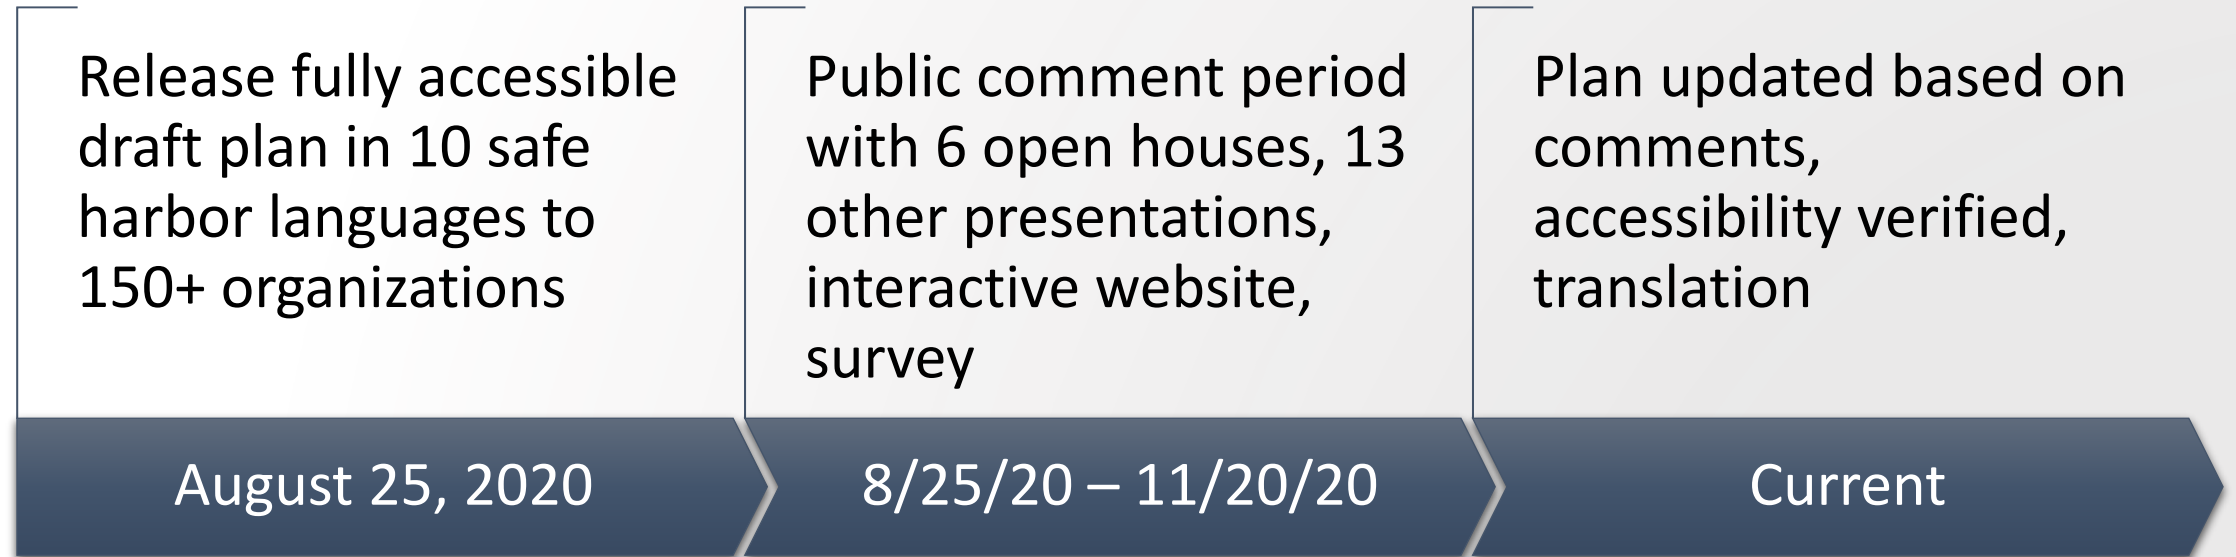 Release fully accessible
draft plan in 10 safe
harbor languages to
150+ organizations
August 25, 2020
Public comment period
with 6 open houses, 13
other presentations,
interactive website,
survey
8/25/20 – 11/20/20
Plan updated based on
comments,
accessibility verified,
translation
Current